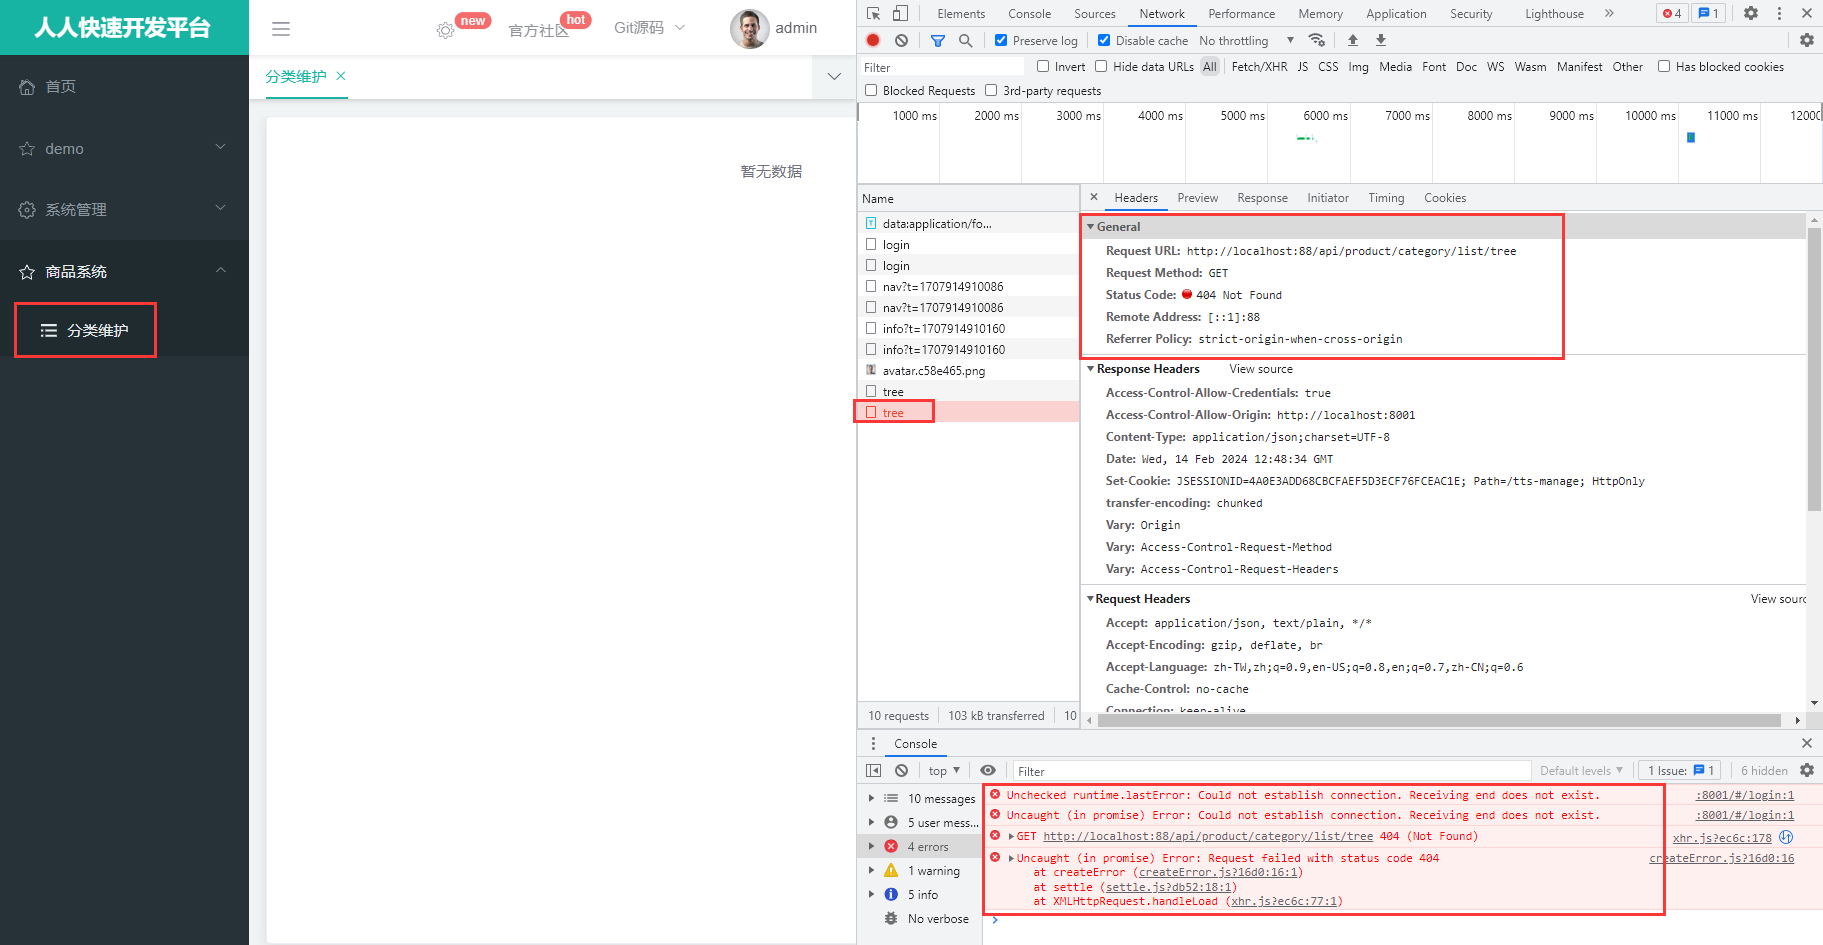 人人快速开发平台
new
官方社区
hot
Git源码
admin
首页
demo
系统管理
商品系统
分类维护
分类维护
暂无数据
Elements
Console
Sources
Network
Performance
Memory
Application
Security
Lighthouse
4
1
Preserve log
Disable cache
No throttling
Filter
Invert
Hide data URLs
All
Fetch/XHR
JS
CSS
Img
Media
Font
Doc
WS
Wasm
Manifest
Other
Has blocked cookies
Blocked Requests
3rd-party requests
1000 ms
2000 ms
3000 ms
4000 ms
5000 ms
6000 ms
7000 ms
8000 ms
9000 ms
10000 ms
11000 ms
12000
Name
data:application/fo...
login
login
nav?t=1707914910086
nav?t=1707914910086
info?t=1707914910160
info?t=1707914910160
avatar.c58e465.png
tree
tree
10 requests
103 kB transferred
10
Headers
Preview
Response
Initiator
Timing
Cookies
General
Request URL: http://localhost:88/api/product/category/list/tree
Request Method: GET
Status Code: 404 Not Found
Remote Address: [::1]:88
Referrer Policy: strict-origin-when-cross-origin
Response Headers View source
Access-Control-Allow-Credentials: true
Access-Control-Allow-Origin: http://localhost:8001
Content-Type: application/json;charset=UTF-8
Date: Wed, 14 Feb 2024 12:48:34 GMT
Set-Cookie: JSESSIONID=4A0E3ADD68CBCFAEF5D3ECF76FCEAC1E; Path=/tts-manage; HttpOnly
transfer-encoding: chunked
Vary: Origin
Vary: Access-Control-Request-Method
Vary: Access-Control-Request-Headers
Request Headers View sourc
Accept: application/json, text/plain, */*
Accept-Encoding: gzip, deflate, br
Accept-Language: zh-TW,zh;q=0.9,en-US;q=0.8,en;q=0.7,zh-CN;q=0.6
Cache-Control: no-cache
Connection: keep-alive
Console
top
Filter
Default levels
1 Issue: 1
6 hidden
10 messages
5 user mess...
4 errors
1 warning
5 info
No verbose
Unchecked runtime.lastError: Could not establish connection. Receiving end does not exist. :8001/#/login:1
Uncaught (in promise) Error: Could not establish connection. Receiving end does not exist. :8001/#/login:1
GET http://localhost:88/api/product/category/list/tree 404 (Not Found) xhr.js?ec6c:178
Uncaught (in promise) Error: Request failed with status code 404 createError.js?16d0:16
at createError (createError.js?16d0:16:1)
at settle (settle.js?db52:18:1)
at XMLHttpRequest.handleLoad (xhr.js?ec6c:77:1)